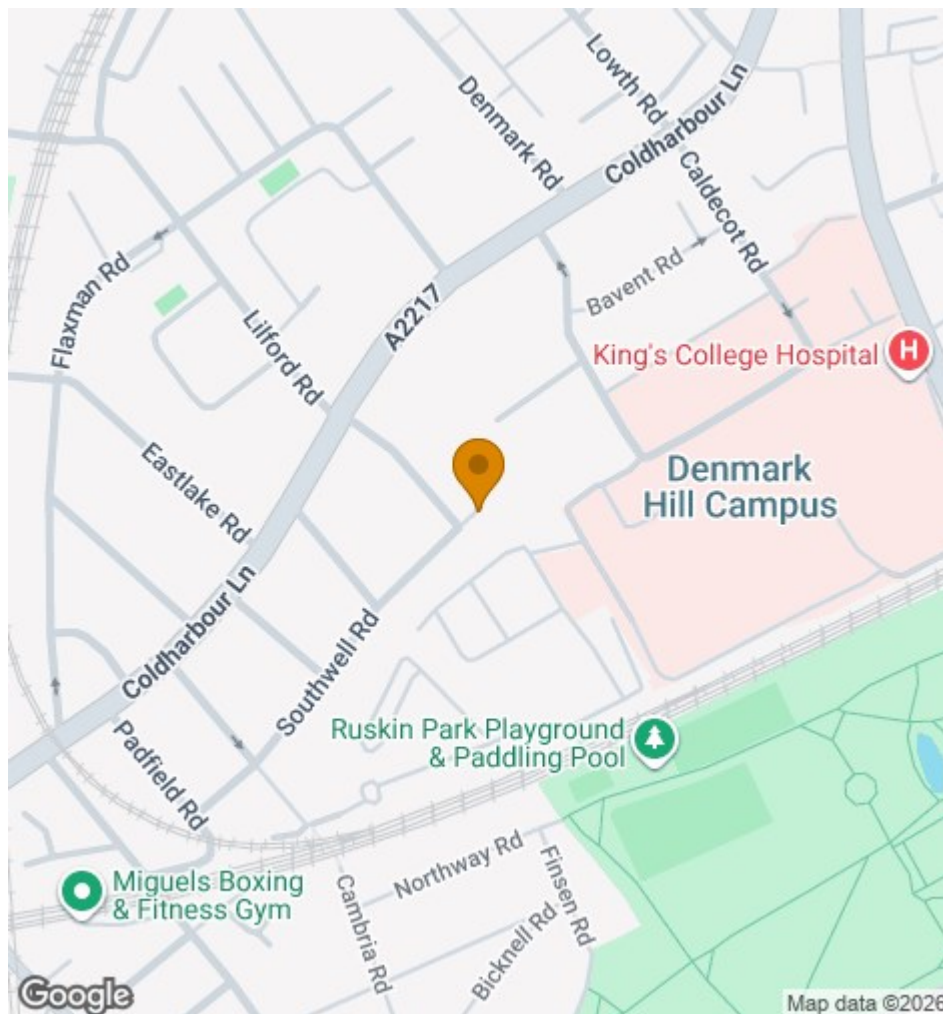 Lowth Rd
Denmark Rd
Coldharbour Ln
Caldecot Rd
Bavent Rd
Flaxman Rd
A2217
Lilford Rd
King's College Hospital
H
Eastlake Rd
Denmark
Hill Campus
Coldharbour Ln
Southwell Rd
Padfield Rd
Ruskin Park Playground
& Paddling Pool
Northway Rd
Finsen Rd
Miguels Boxing
& Fitness Gym
Cambria Rd
Bicknell Rd
Google
Map data ©2026